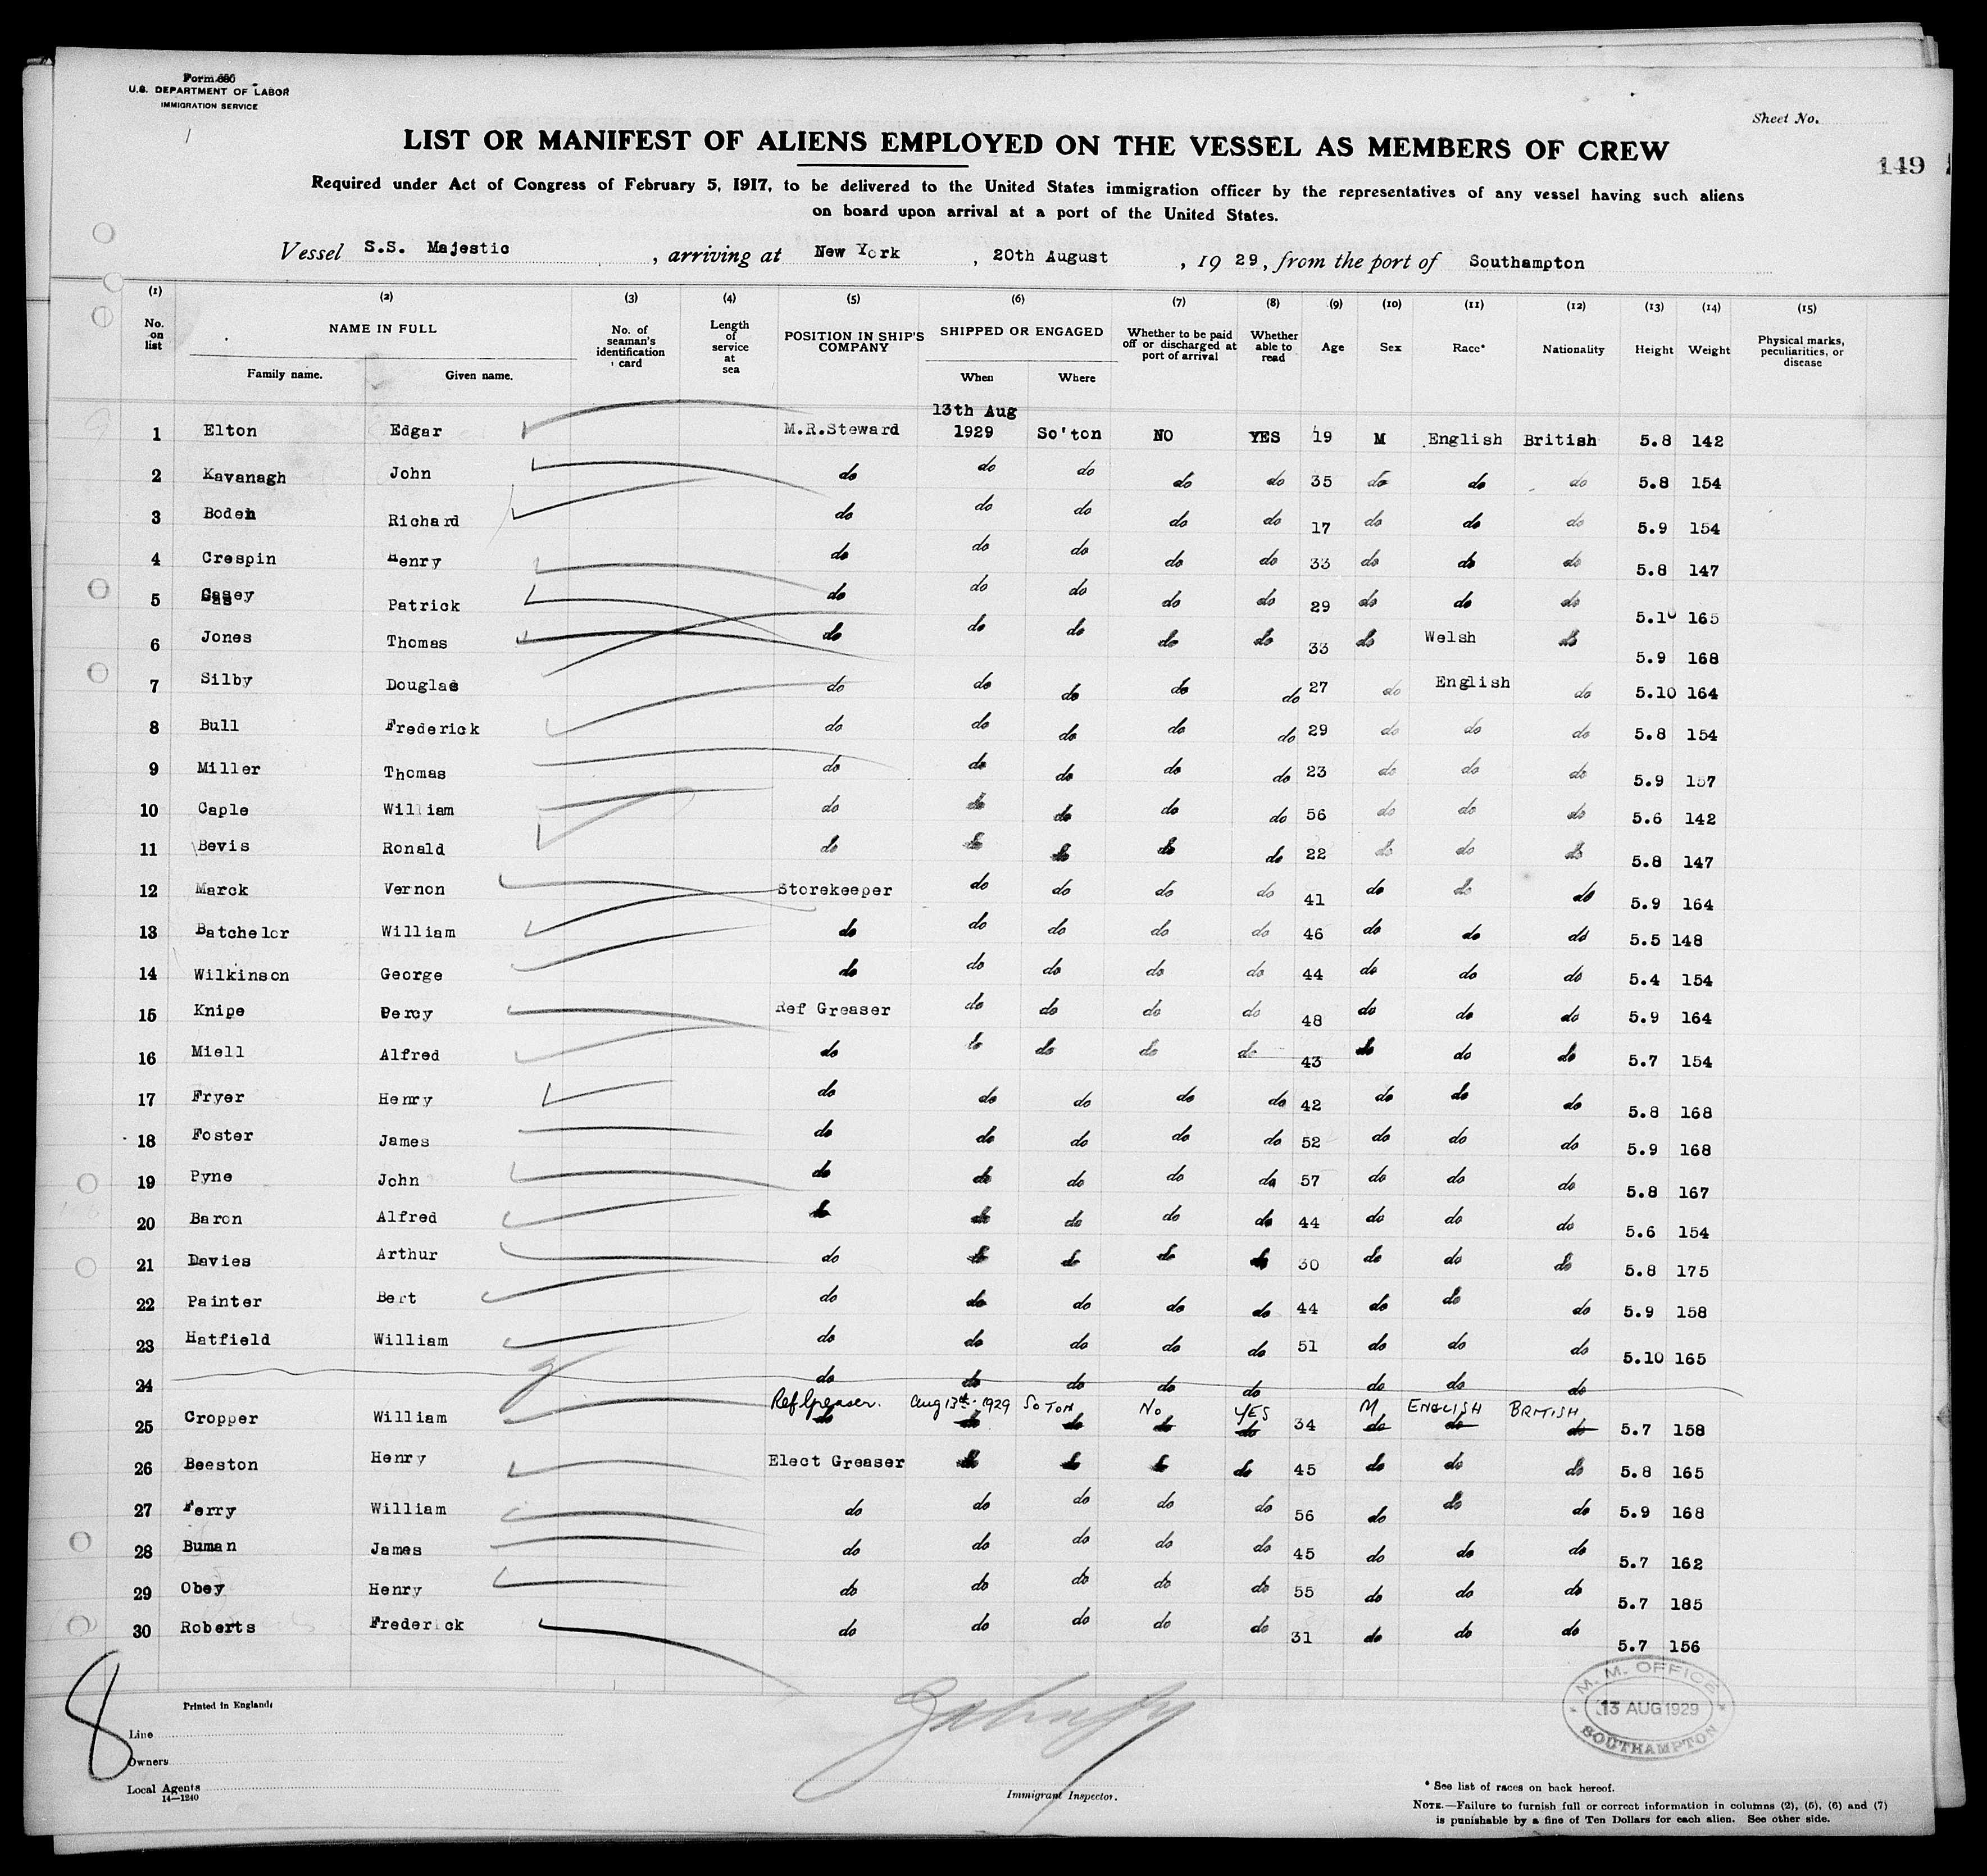 Form 686
U.S. DEPARTMENT OF LABOR
IMMIGRATION SERVICE
Sheet No.
LIST OR MANIFEST OF ALIENS EMPLOYED ON THE VESSEL AS MEMBERS OF CREW
149
Required under Act of Congress of February 5, 1917, to be delivered to the United States immigration officer by the representatives of any vessel having such aliens
on board upon arrival at a port of the United States.
Vessel S.S. Majestic , arriving at New York , 20th August , 19 29, from the port of Southampton
(1) (2) (3) (4) (5) (6) (7) (8) (9) (10) (11) (12) (13) (14) (15)
No. on list NAME IN FULL Family name. Given name. No. of seaman's identification card Length of service at sea POSITION IN SHIP'S COMPANY SHIPPED OR ENGAGED When Where Whether to be paid off or discharged at port of arrival Whether able to read Age Sex Race* Nationality Height Weight Physical marks, peculiarities, or disease
13th Aug
1 Elton Edgar M.R.Steward 1929 So'ton NO YES 19 M English British 5.8 142
2 Kavanagh John do do do do do 35 do do do 5.8 154
3 Boden Richard do do do do do 17 do do do 5.9 154
4 Crespin Henry do do do do do 33 do do do 5.8 147
5 Casey Patrick do do do do do 29 do do do 5.10 165
6 Jones Thomas do do do do do 33 do Welsh do 5.9 168
7 Silby Douglas do do do do do 27 do English do 5.10 164
8 Bull Frederick do do do do do 29 do do do 5.8 154
9 Miller Thomas do do do do do 23 do do do 5.9 157
10 Caple William do do do do do 56 do do do 5.6 142
11 Bevis Ronald do do do do do 22 do do do 5.8 147
12 Marck Vernon Storekeeper do do do do 41 do do do 5.9 164
13 Batchelor William do do do do do 46 do do do 5.5 148
14 Wilkinson George do do do do do 44 do do do 5.4 154
15 Knipe Percy Ref Greaser do do do do 48 do do do 5.9 164
16 Miell Alfred do do do do do 43 do do do 5.7 154
17 Fryer Henry do do do do do 42 do do do 5.8 168
18 Foster James do do do do do 52 do do do 5.9 168
19 Pyne John do do do do do 57 do do do 5.8 167
20 Baron Alfred do do do do do 44 do do do 5.6 154
21 Davies Arthur do do do do do 30 do do do 5.8 175
22 Painter Bert do do do do do 44 do do do 5.9 158
23 Hatfield William do do do do do 51 do do do 5.10 165
24 do do do do do do do do
Ref Greaser. Aug 13th 1929 So TON No YES M ENGLISH BRITISH
25 Cropper William do do do do do 34 do do do 5.7 158
26 Beeston Henry Elect Greaser do do do do 45 do do do 5.8 165
27 Ferry William do do do do do 56 do do do 5.9 168
28 Buman James do do do do do 45 do do do 5.7 162
29 Obey Henry do do do do do 55 do do do 5.7 185
30 Roberts Frederick do do do do do 31 do do do 5.7 156
8
Printed in England.
Line
Owners
Local Agents
14—1240
Immigrant Inspector.
M. M. OFFICE
13 AUG 1929
SOUTHAMPTON
* See list of races on back hereof.
NOTE.—Failure to furnish full or correct information in columns (2), (5), (6) and (7)
is punishable by a fine of Ten Dollars for each alien. See other side.